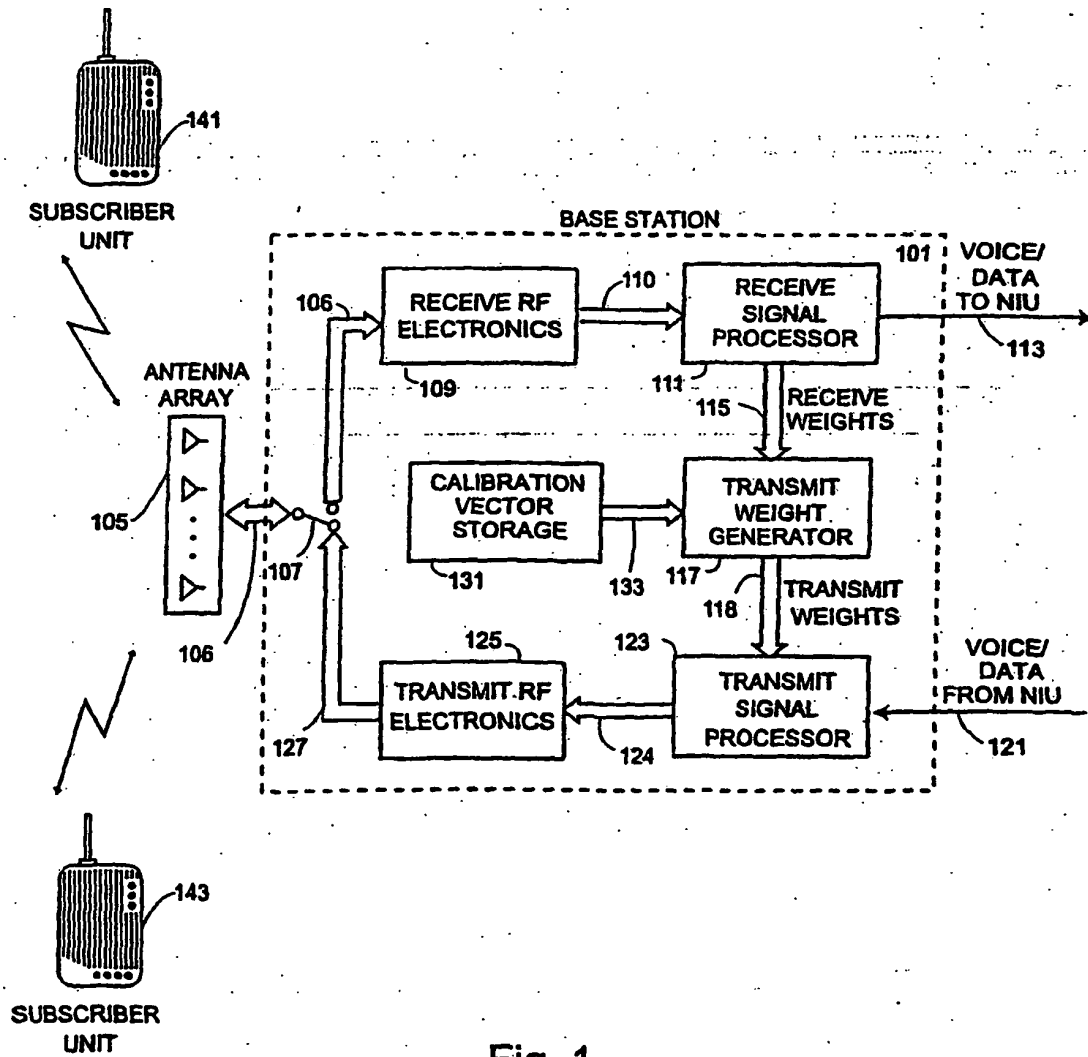 141
SUBSCRIBER
UNIT
BASE STATION
101
VOICE/
DATA
TO NIU
113
106
RECEIVE RF
ELECTRONICS
109
110
RECEIVE
SIGNAL
PROCESSOR
111
115
RECEIVE
WEIGHTS
ANTENNA
ARRAY
105
106
107
CALIBRATION
VECTOR
STORAGE
131
133
TRANSMIT
WEIGHT
GENERATOR
117
118
TRANSMIT
WEIGHTS
125
TRANSMIT RF
ELECTRONICS
127
124
123
TRANSMIT
SIGNAL
PROCESSOR
VOICE/
DATA
FROM NIU
121
143
SUBSCRIBER
UNIT
Fig. 1